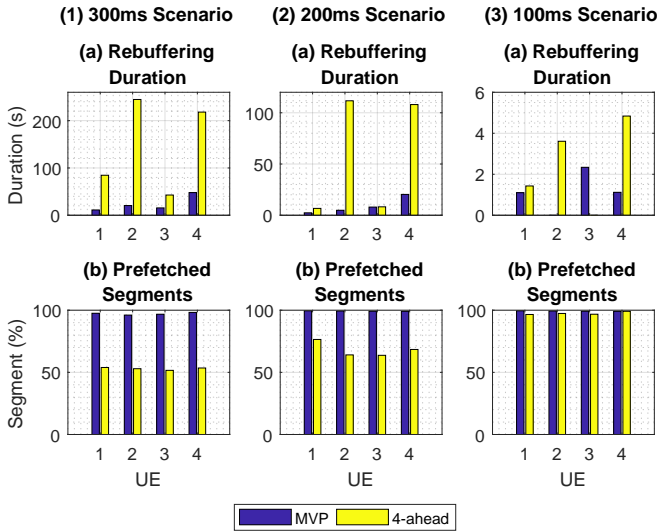 (1) 300ms Scenario (2) 200ms Scenario (3) 100ms Scenario
(a) Rebuffering (a) Rebuffering (a) Rebuffering
Duration Duration Duration
Duration (s)
200
100
0
1 2 3 4
100
50
0
1 2 3 4
6
4
2
0
1 2 3 4
(b) Prefetched (b) Prefetched (b) Prefetched
Segments Segments Segments
Segment (%)
100
50
0
1 2 3 4
UE
100
50
0
1 2 3 4
UE
100
50
0
1 2 3 4
UE
MVP 4-ahead